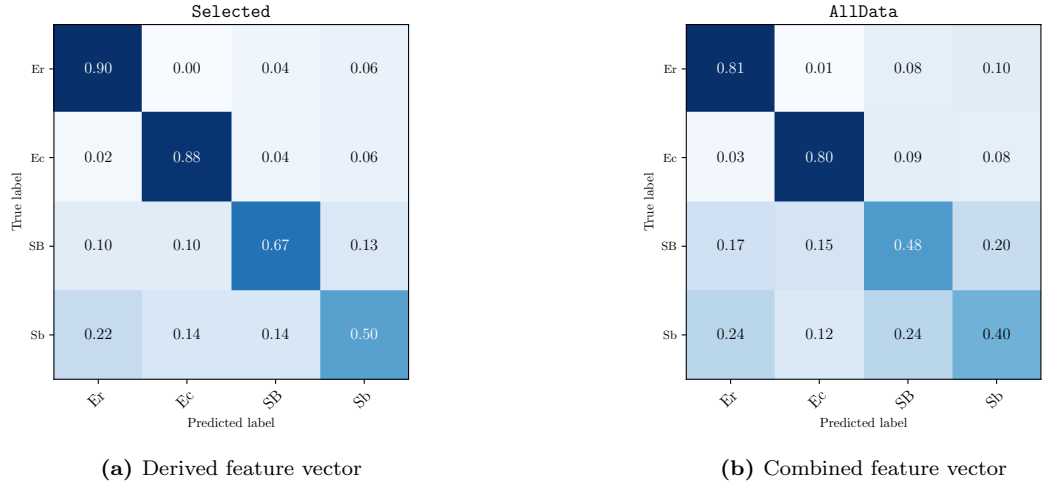 Selected
Er 0.90 0.00 0.04 0.06
Ec 0.02 0.88 0.04 0.06
SB 0.10 0.10 0.67 0.13
Sb 0.22 0.14 0.14 0.50
True label
Er Ec SB Sb
Predicted label
(a) Derived feature vector
AllData
Er 0.81 0.01 0.08 0.10
Ec 0.03 0.80 0.09 0.08
SB 0.17 0.15 0.48 0.20
Sb 0.24 0.12 0.24 0.40
True label
Er Ec SB Sb
Predicted label
(b) Combined feature vector